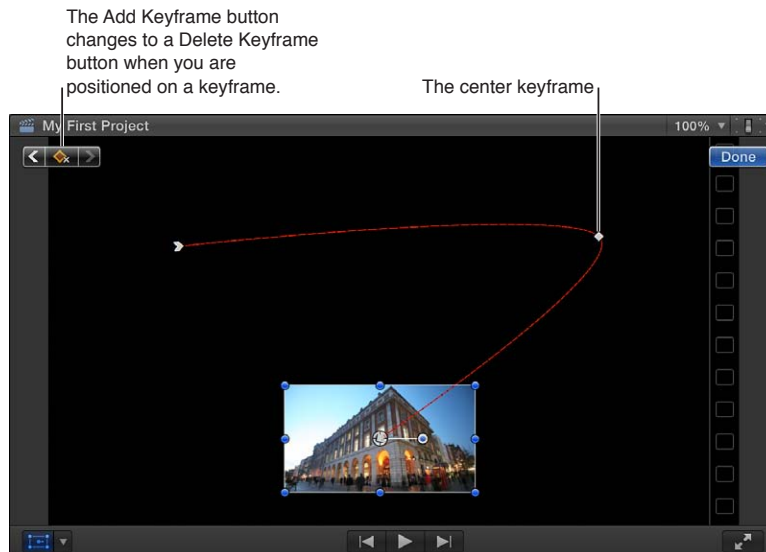 The Add Keyframe button
changes to a Delete Keyframe
button when you are
positioned on a keyframe.
The center keyframe
My First Project
100%
Done